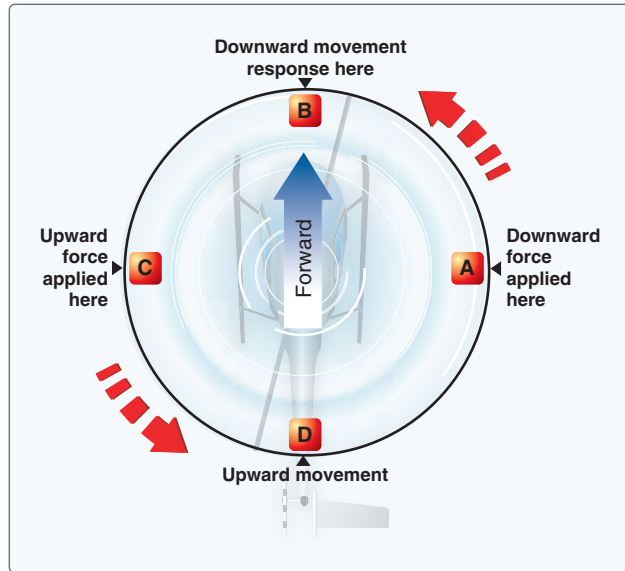 Downward movement
response here
B
Upward
force
applied
here
C
Forward
A
Downward
force
applied
here
D
Upward movement